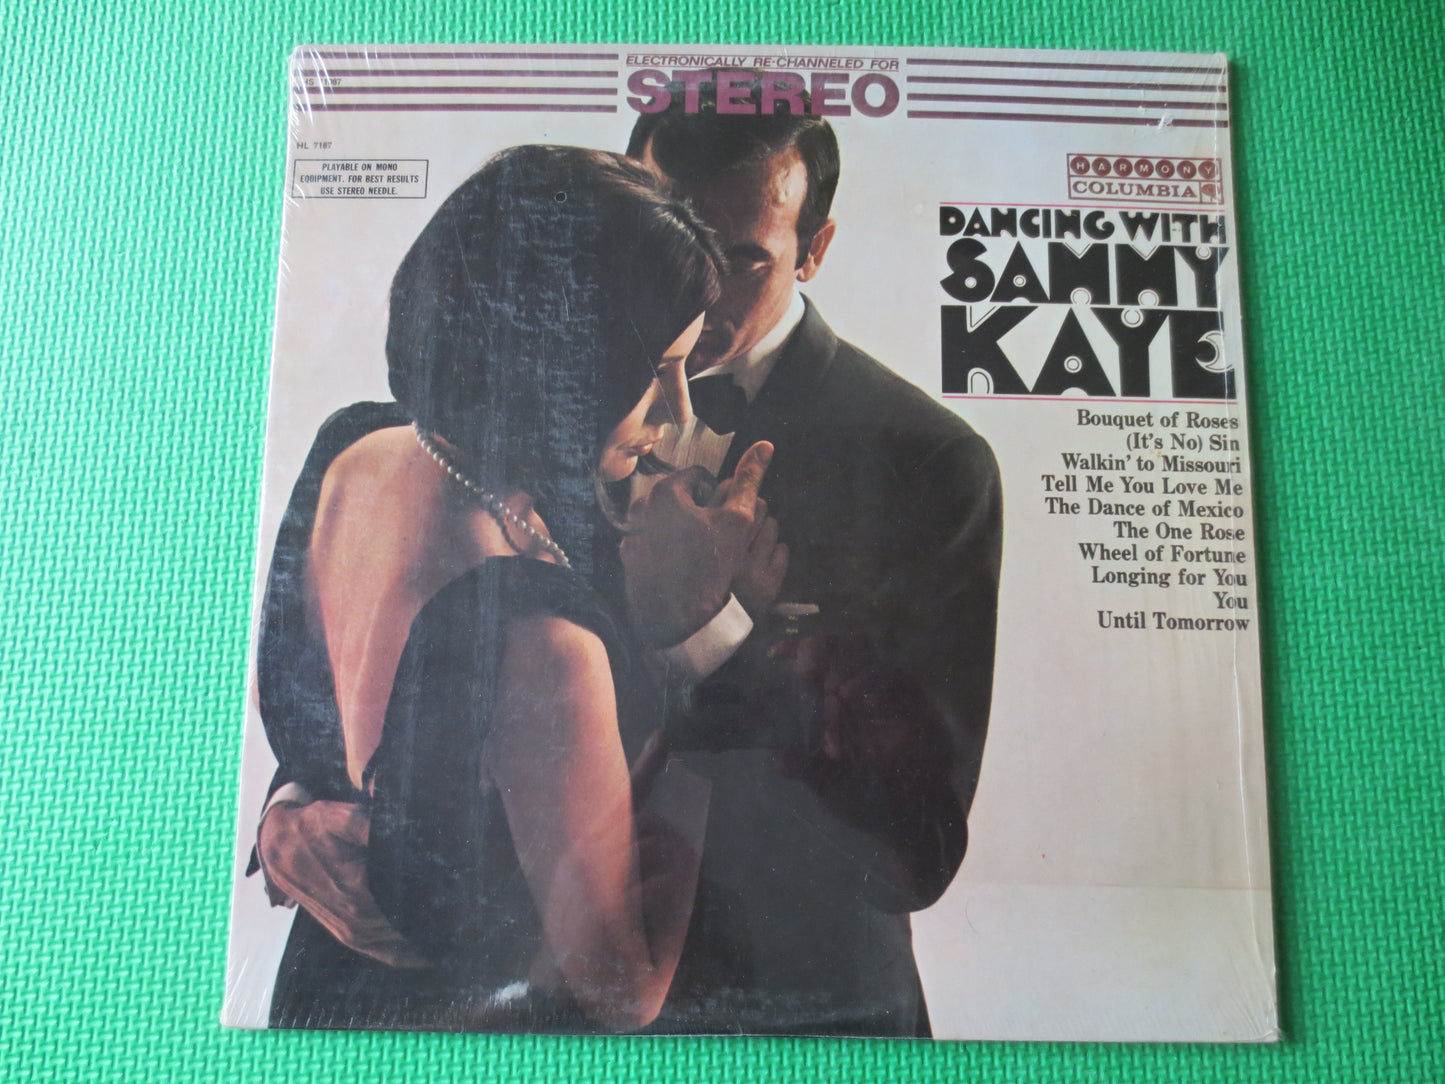 ELECTRONICALLY RE-CHANNELED FOR
STEREO
HL 7187
PLAYABLE ON MONO
EQUIPMENT. FOR BEST RESULTS
USE STEREO NEEDLE.
HARMONY
COLUMBIA
DANCING WITH
SAMMY
KAYE
Bouquet of Roses
(It's No) Sin
Walkin' to Missouri
Tell Me You Love Me
The Dance of Mexico
The One Rose
Wheel of Fortune
Longing for You
You
Until Tomorrow